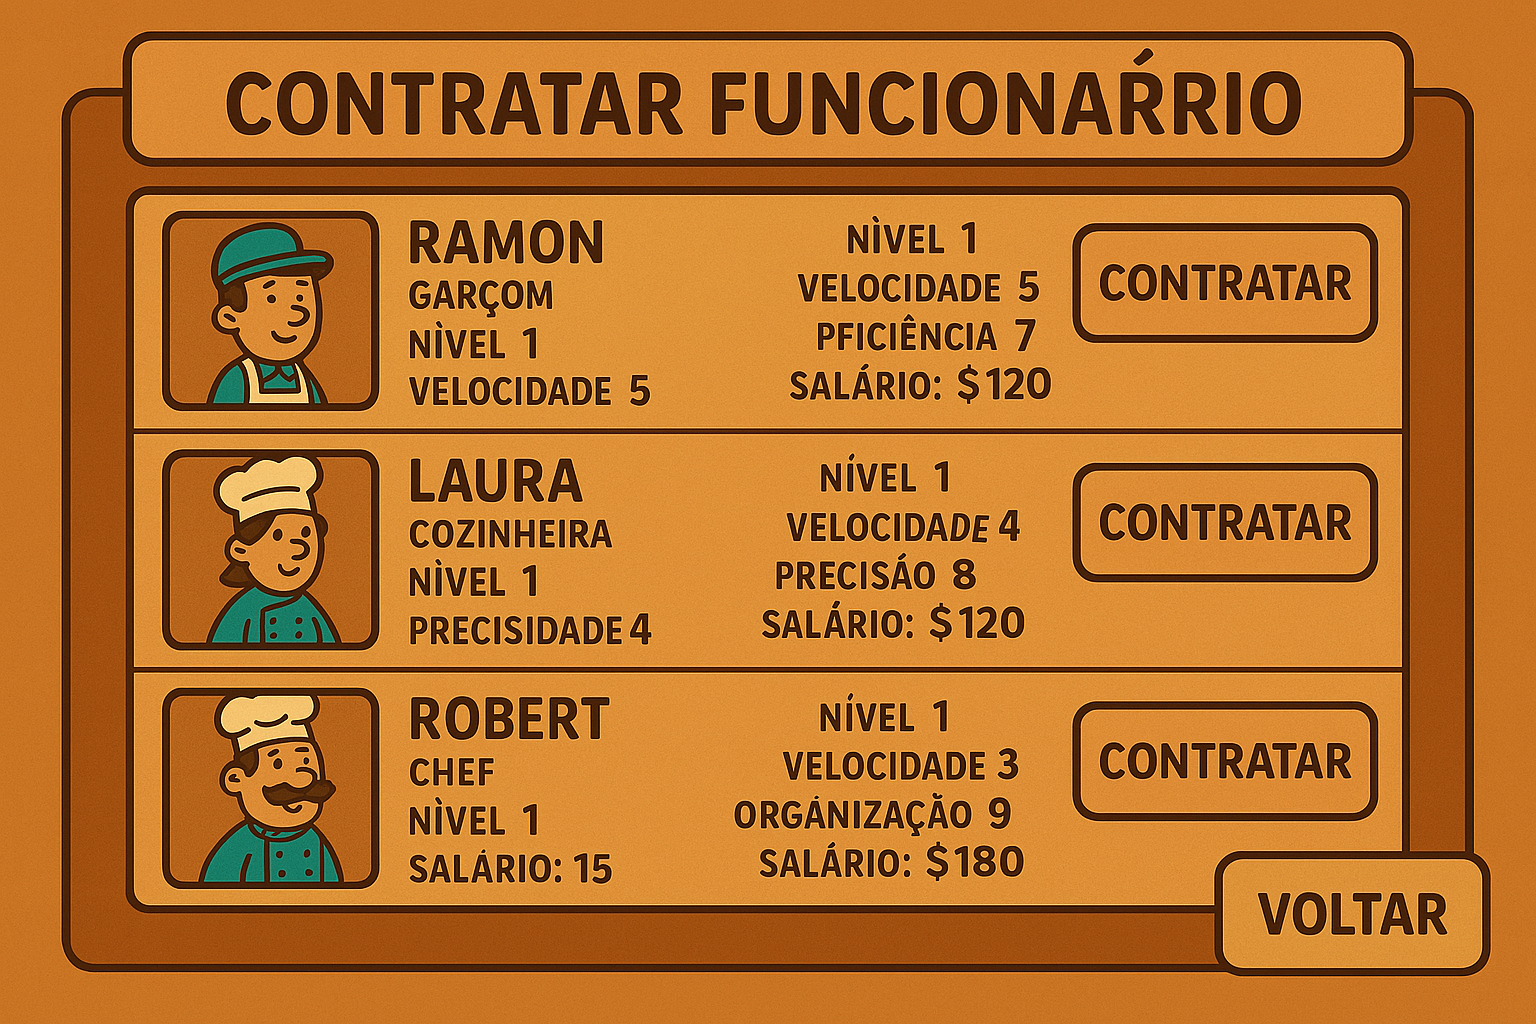 CONTRATAR FUNCIONAŔRIO
RAMON
GARÇOM
NÌVEL 1
VELOCIDADE 5
NÌVEL 1
VELOCIDADE 5
PFICIÊNCIA 7
SALÁRIO: $120
CONTRATAR
LAURA
COZINHEIRA
NÌVEL 1
PRECISIDADE 4
NÍVEL 1
VELOCIDADE 4
PRECISÁO 8
SALÁRIO: $120
CONTRATAR
ROBERT
CHEF
NÌVEL 1
SALÁRIO: 15
NÍVEL 1
VELOCIDADE 3
ORGÁNIZAÇÃO 9
SALÁRIO: $180
CONTRATAR
VOLTAR